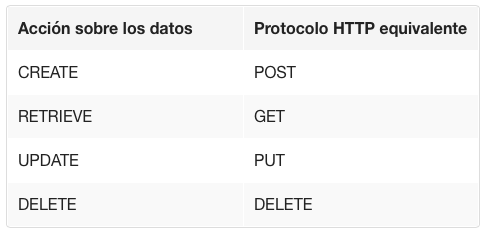 Acción sobre los datos Protocolo HTTP equivalente
CREATE POST
RETRIEVE GET
UPDATE PUT
DELETE DELETE